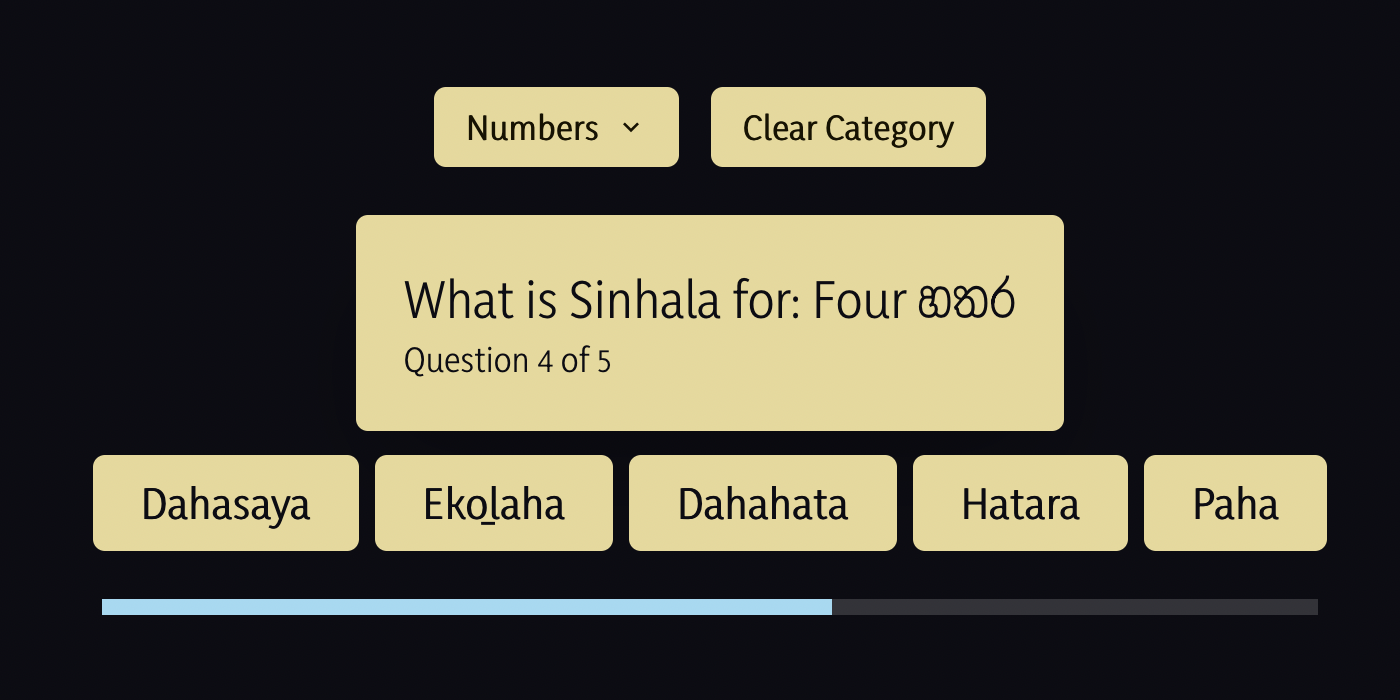 Numbers
Clear Category
What is Sinhala for: Four හතර
Question 4 of 5
Dahasaya
Ekoḷaha
Dahahata
Hatara
Paha